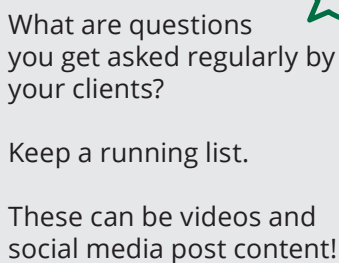 What are questions
you get asked regularly by
your clients?
Keep a running list.
These can be videos and
social media post content!